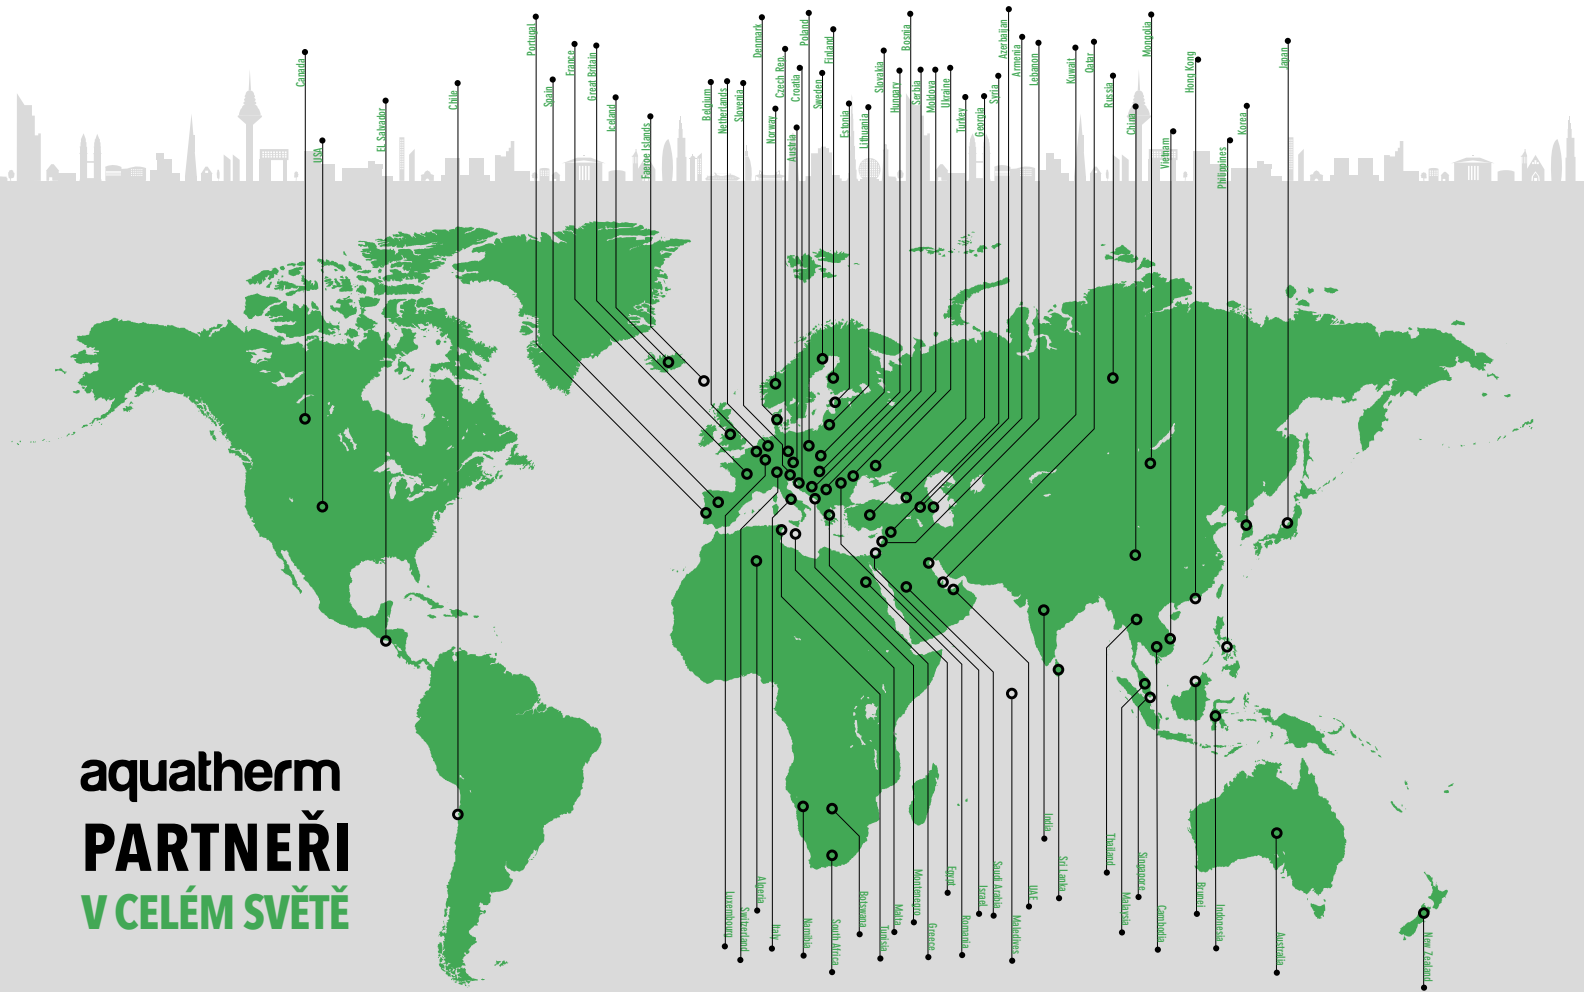 Canada
USA
EL Salvador
Chile
Portugal
Spain
France
Great Britain
Iceland
Faeroe Islands
Belgium
Netherlands
Slovenia
Denmark
Norway
Czech Rep.
Austria
Croatia
Poland
Sweden
Finland
Estonia
Lithuania
Slovakia
Hungary
Bosnia
Serbia
Moldova
Ukraine
Turkey
Georgia
Syria
Azerbaijan
Armenia
Lebanon
Kuwait
Qatar
Russia
China
Mongolia
Vietnam
Hong Kong
Philippines
Korea
Japan
aquatherm
PARTNEŘI
V CELÉM SVĚTĚ
Luxembourg
Switzerland
Algeria
Italy
Namibia
South Africa
Botswana
Tunisia
Malta
Montenegro
Greece
Egypt
Romania
Israel
Saudi Arabia
Maledives
UAE
India
Sri Lanka
Thailand
Malaysia
Singapore
Cambodia
Brunei
Indonesia
Australia
New Zealand